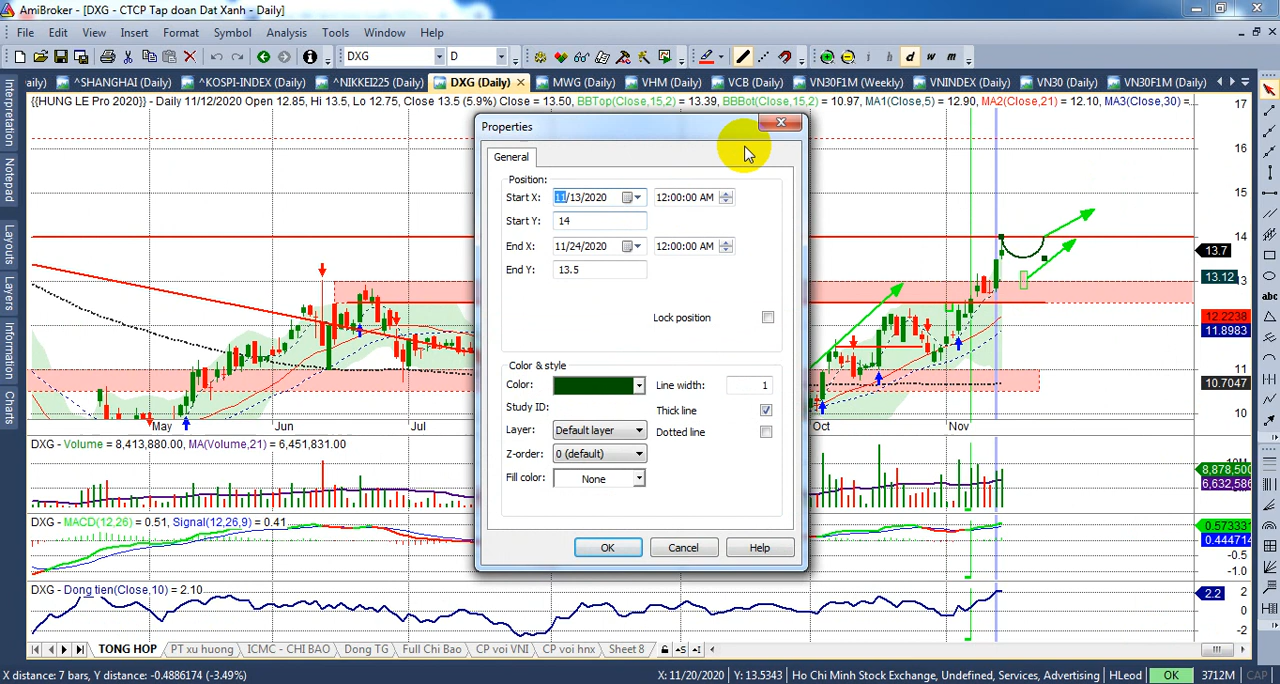 AmiBroker - [DXG - CTCP Tap doan Dat Xanh - Daily]
File Edit View Insert Format Symbol Analysis Tools Window Help
DXG D i h d w m
aily) ^SHANGHAI (Daily) ^KOSPI-INDEX (Daily) ^NIKKEI225 (Daily) DXG (Daily) MWG (Daily) VHM (Daily) VCB (Daily) VN30F1M (Weekly) VNINDEX (Daily) VN30 (Daily) VN30F1M (Daily)
{{HUNG LE Pro 2020}} - Daily 11/12/2020 Open 12.85, Hi 13.5, Lo 12.75, Close 13.5 (5.9%) Close = 13.50, BBTop(Close,15,2) = 13.39, BBBot(Close,15,2) = 10.97, MA1(Close,5) = 12.90, MA2(Close,21) = 12.10, MA3(Close,30) =
Interpretation
Notepad
Layouts
Layers
Information
Charts
Properties
General
Position:
Start X: 11/13/2020 12:00:00 AM
Start Y: 14
End X: 11/24/2020 12:00:00 AM
End Y: 13.5
Lock position
Color & style
Color: Line width: 1
Study ID: Thick line
Layer: Default layer Dotted line
Z-order: 0 (default)
Fill color: None
OK Cancel Help
17
16
15
14
13.7
13.12
12.2238
11.8983
11
10.7047
10
abc
May Jun Jul Oct Nov
DXG - Volume = 8,413,880.00, MA(Volume,21) = 6,451,831.00
8,878,500
6,632,586
DXG - MACD(12,26) = 0.51, Signal(12,26,9) = 0.41
0.573331
0.444714
-0.5
-1.0
DXG - Dong tien(Close,10) = 2.10
2.2
2
0
-2
TONG HOP PT xu huong ICMC - CHI BAO Dong TG Full Chi Bao CP voi VNI CP voi hnx Sheet 8
X distance: 7 bars, Y distance: -0.4886174 (-3.49%) X: 11/20/2020 Y: 13.5343 Ho Chi Minh Stock Exchange, Undefined, Services, Advertising HLeod OK 3712M CAP